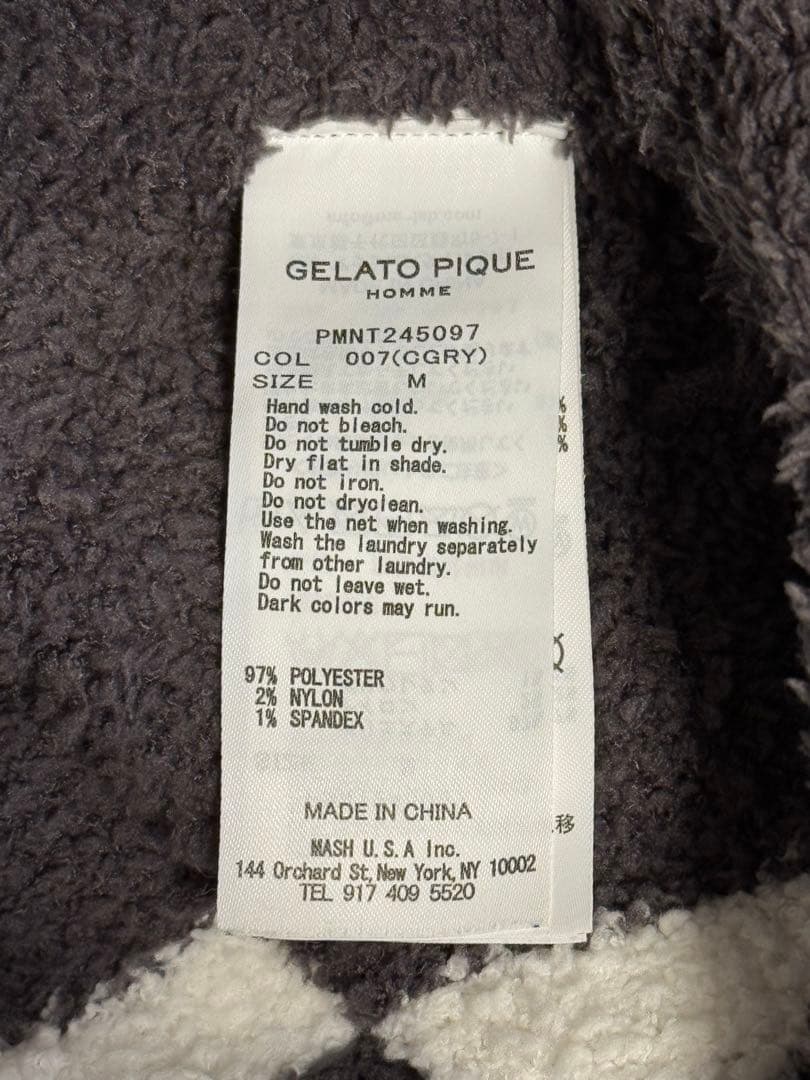 GELATO PIQUE
HOMME
PMNT245097
COL 007(CGRY)
SIZE M
Hand wash cold.
Do not bleach.
Do not tumble dry.
Dry flat in shade.
Do not iron.
Do not dryclean.
Use the net when washing.
Wash the laundry separately
from other laundry.
Do not leave wet.
Dark colors may run.
%
%
%
97% POLYESTER
2% NYLON
1% SPANDEX
MADE IN CHINA
移
MASH U.S.A Inc.
144 Orchard St,New York,NY 10002
TEL 917 409 5520